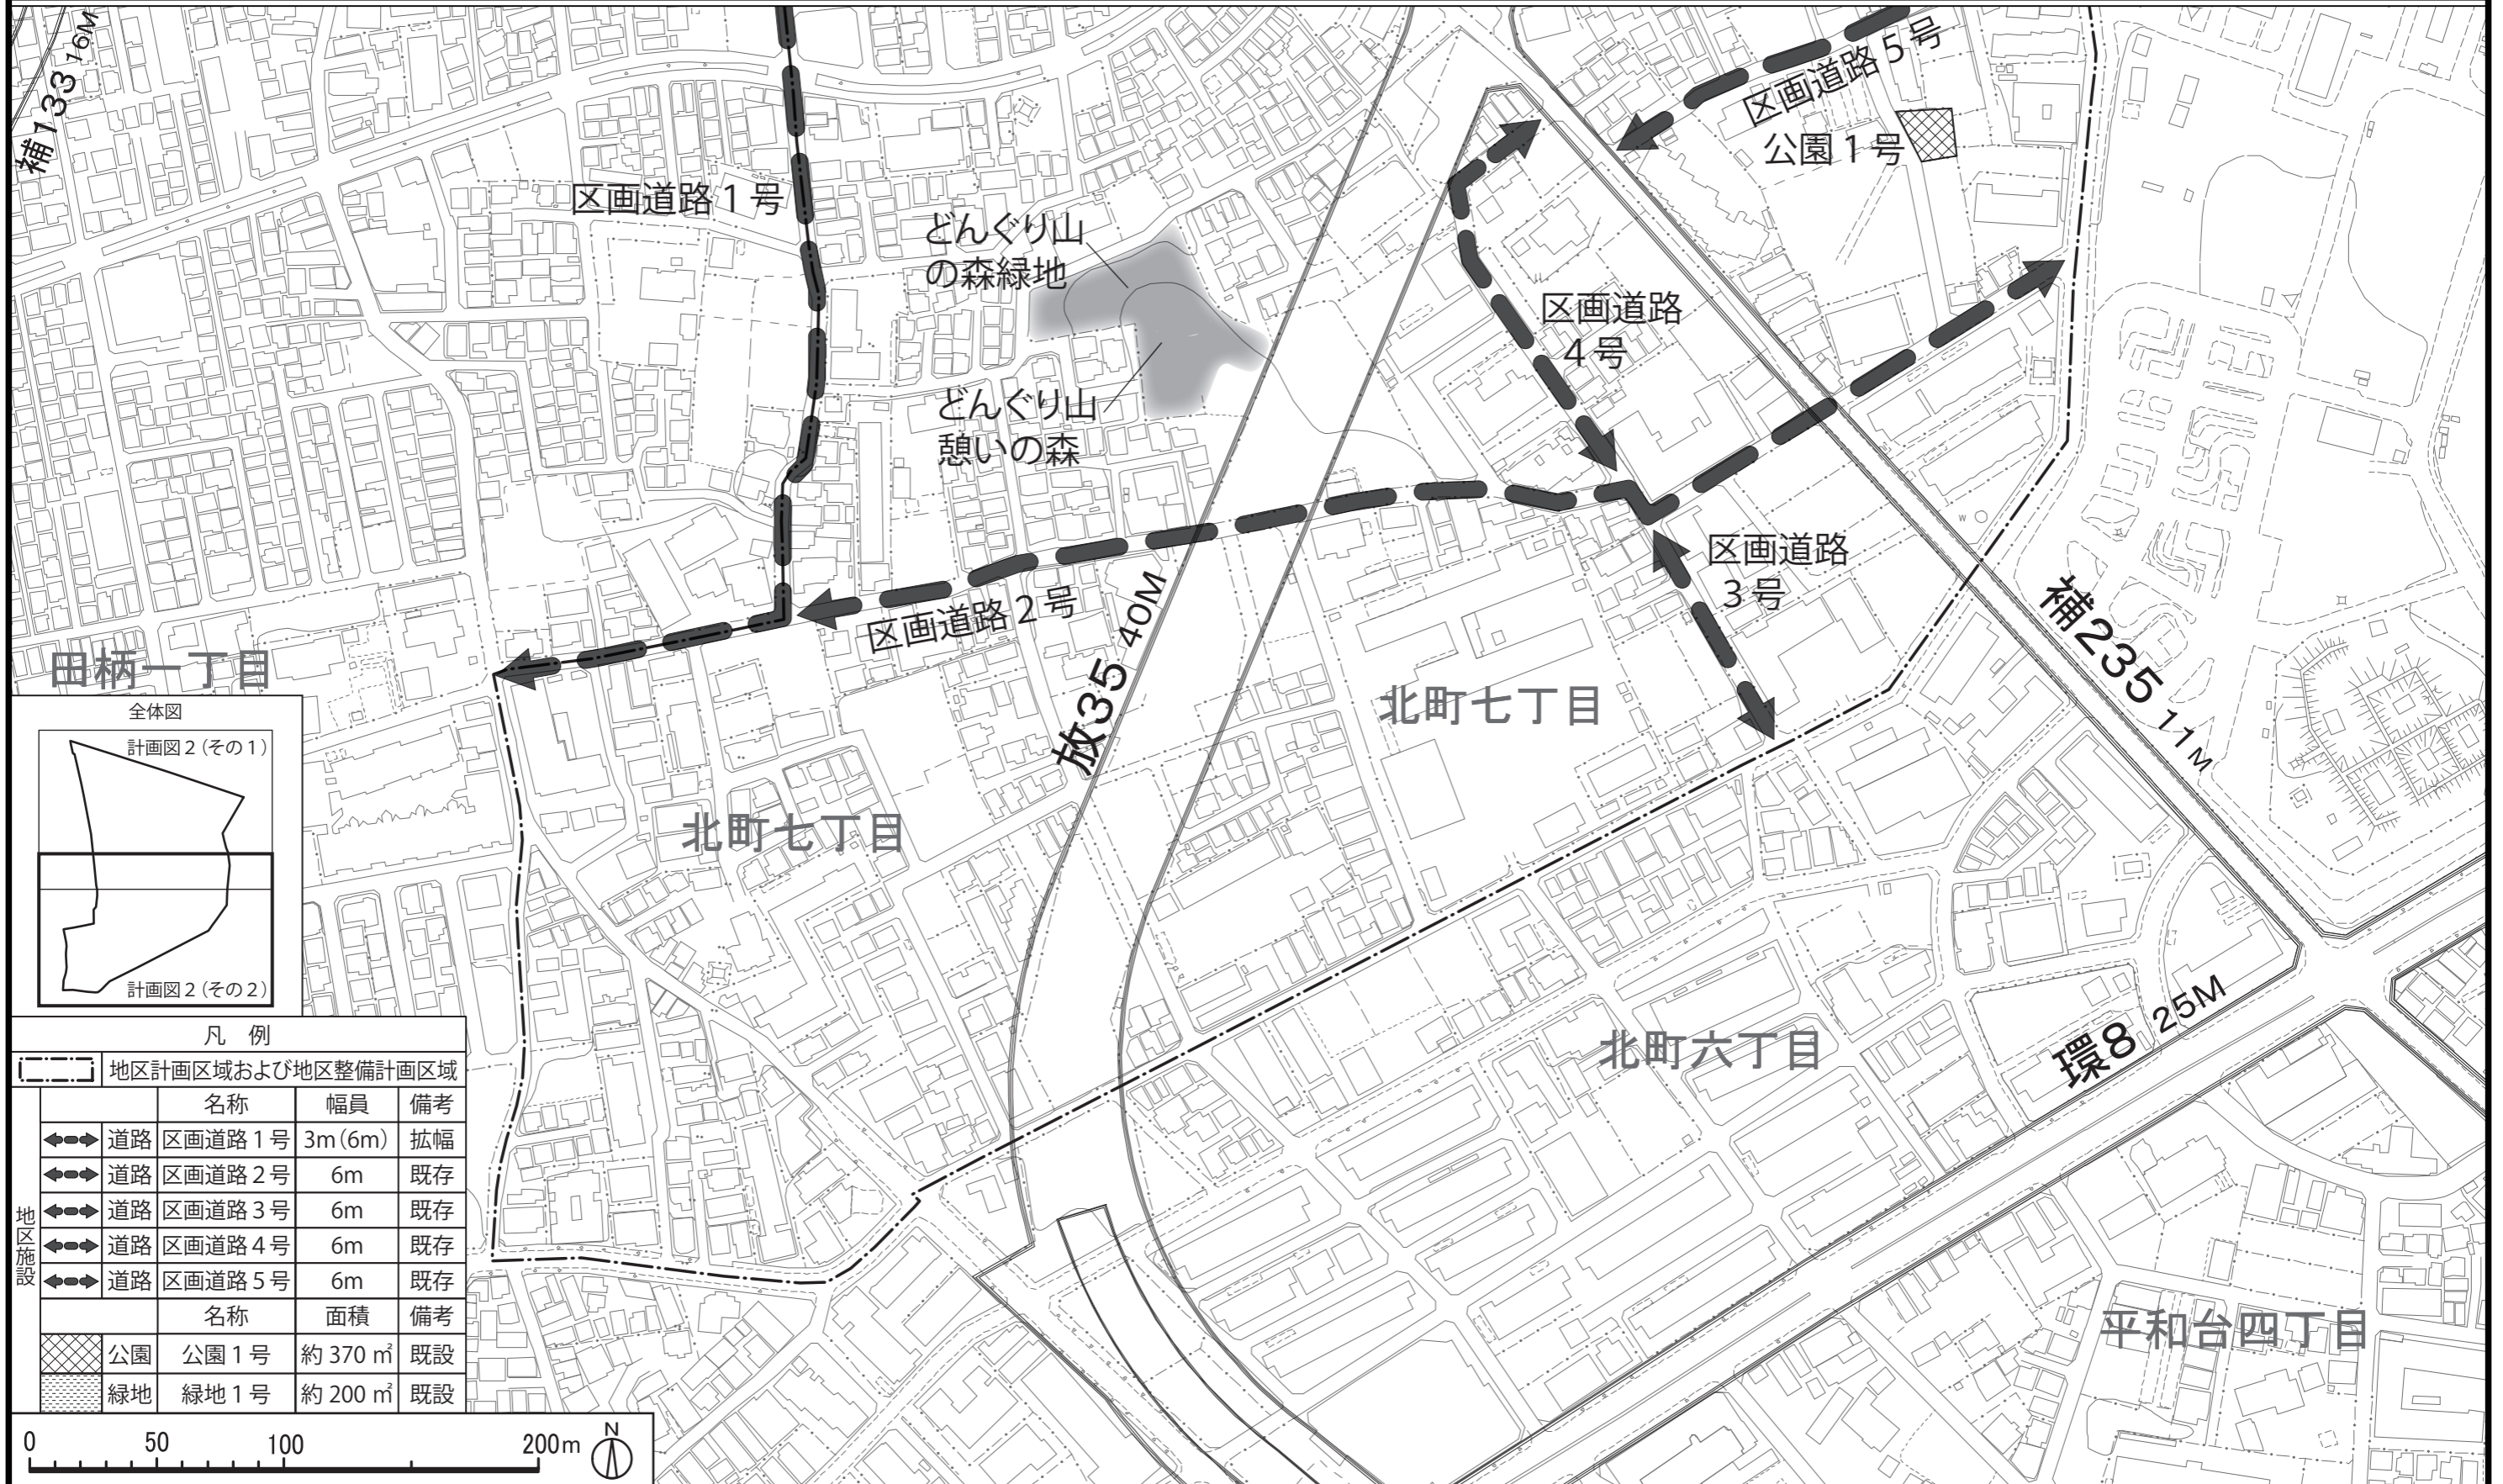 補133 16M
区画道路５号
公園１号
区画道路１号
どんぐり山
の森緑地
区画道路
４号
どんぐり山
憩いの森
区画道路
３号
区画道路２号
放35 40M
補235 11M
田柄一丁目
北町七丁目
北町七丁目
北町六丁目
環8 25M
平和台四丁目
W
全体図
計画図２（その１）
計画図２（その２）
凡 例
地区計画区域および地区整備計画区域
地区施設
名称 幅員 備考
道路 区画道路１号 3m（6m） 拡幅
道路 区画道路２号 6m 既存
道路 区画道路３号 6m 既存
道路 区画道路４号 6m 既存
道路 区画道路５号 6m 既存
名称 面積 備考
公園 公園１号 約370㎡ 既設
緑地 緑地１号 約200㎡ 既設
0 50 100 200m
N